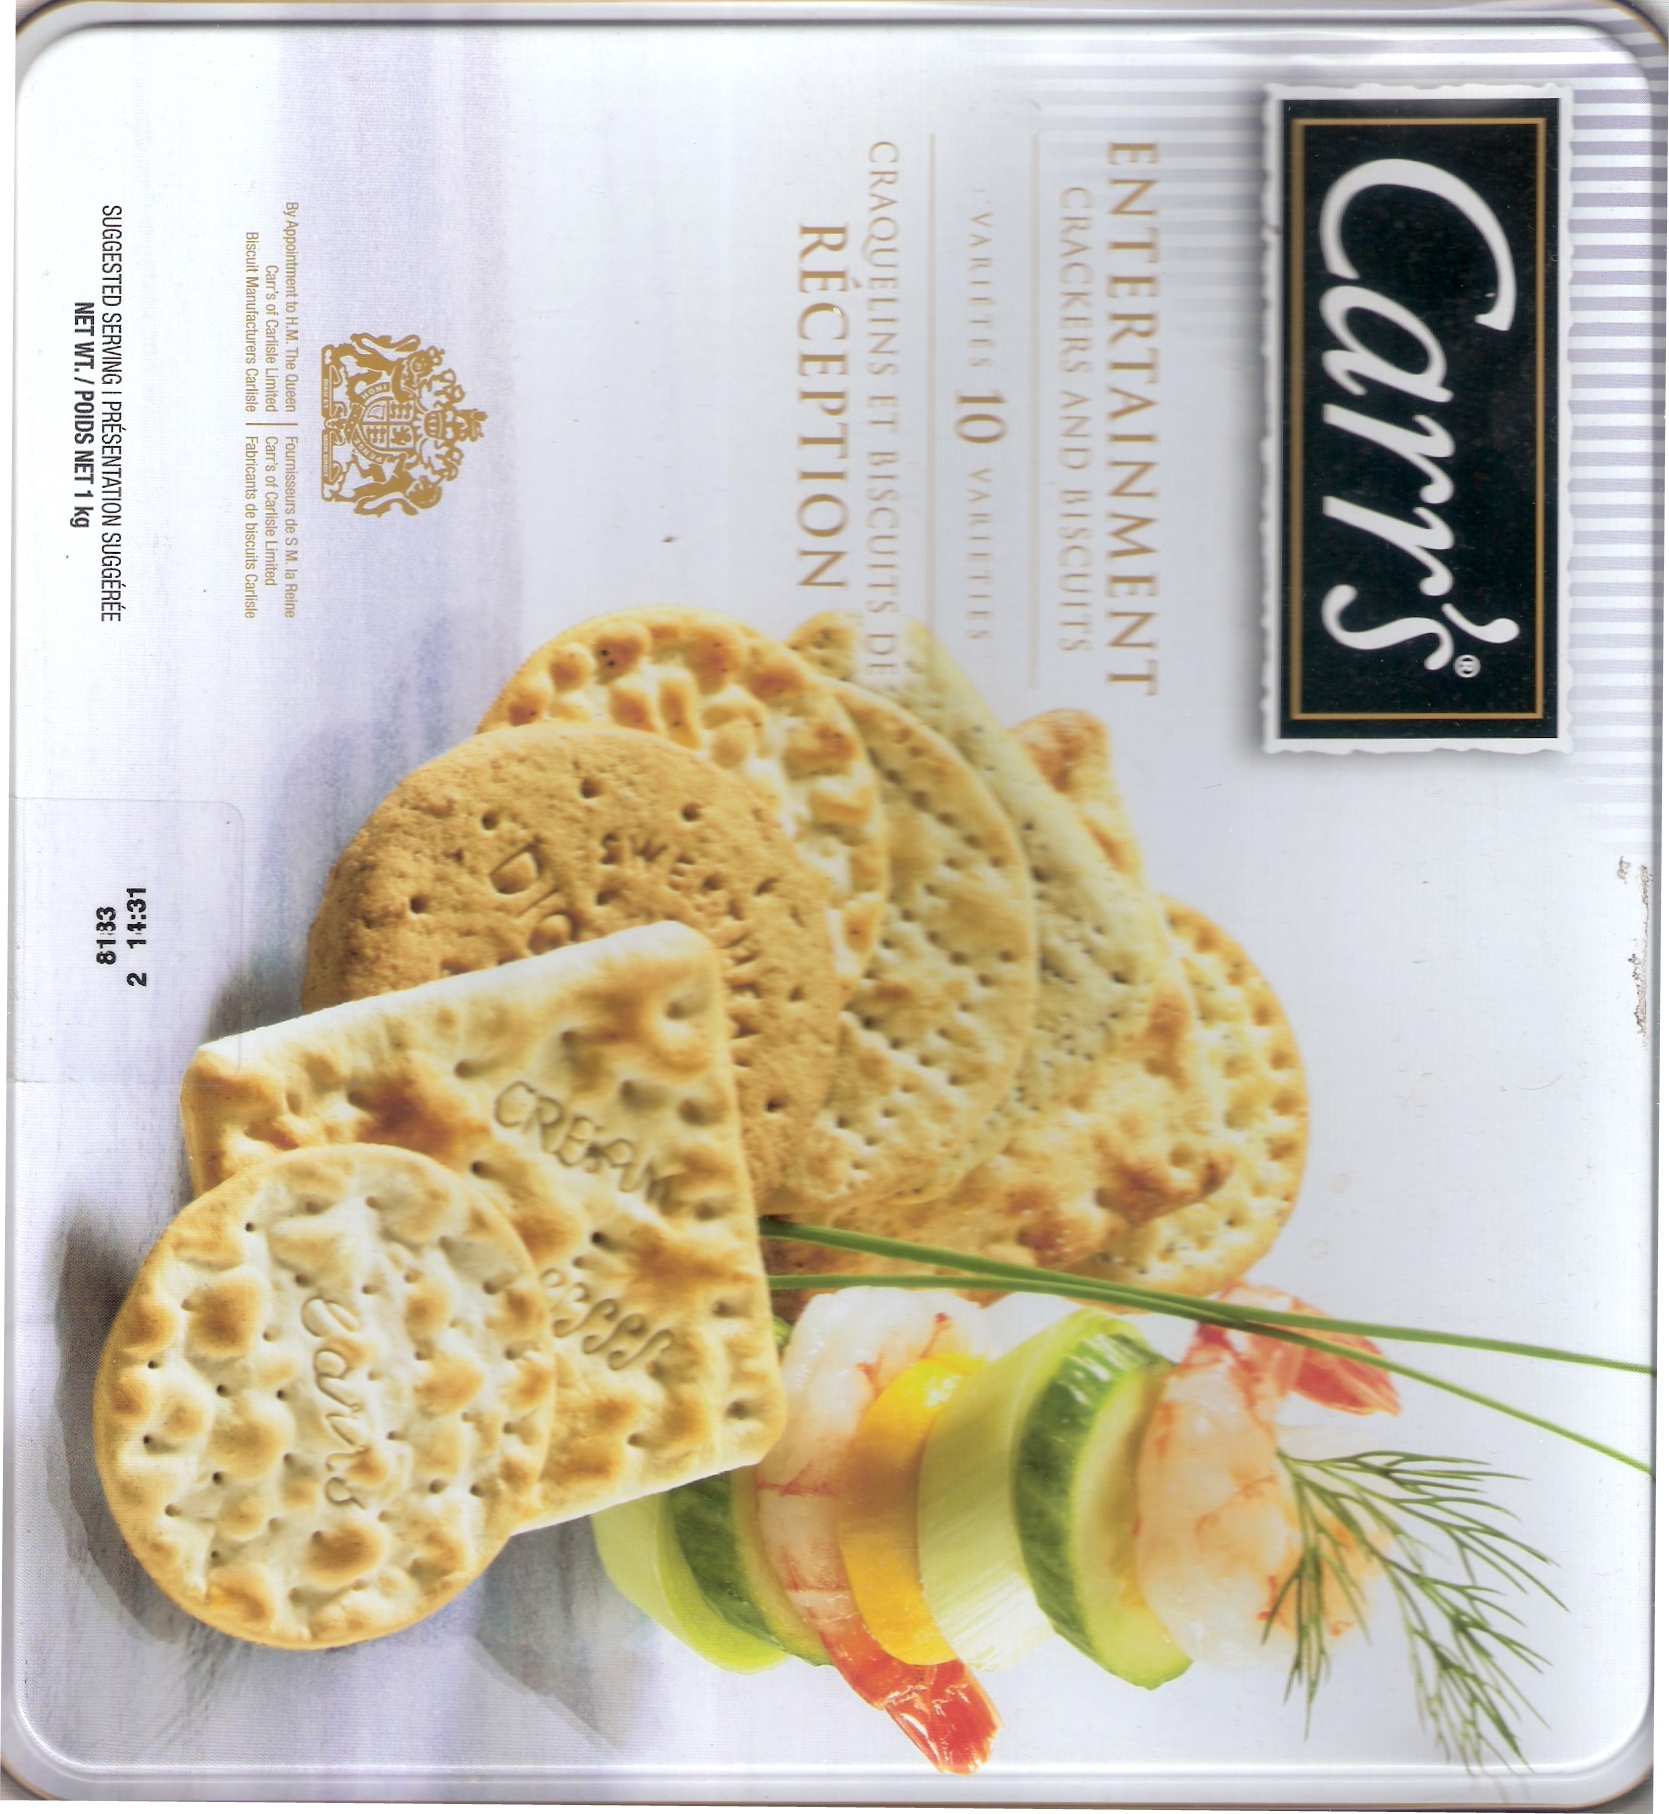 Carr's®
ENTERTAINMENT
CRACKERS AND BISCUITS
VARIÉTÉS 10 VARIETIES
CRAQUELINS ET BISCUITS DE
RÉCEPTION
By Appointment to H.M. The Queen
Carr's of Carlisle Limited
Biscuit Manufacturers Carlisle
Fournisseurs de S M. la Reine
Carr's of Carlisle Limited
Fabricants de biscuits Carlisle
SUGGESTED SERVING | PRÉSENTATION SUGGÉRÉE
NET WT. / POIDS NET 1 kg
2 14:31
8133
CREAM
Carr's